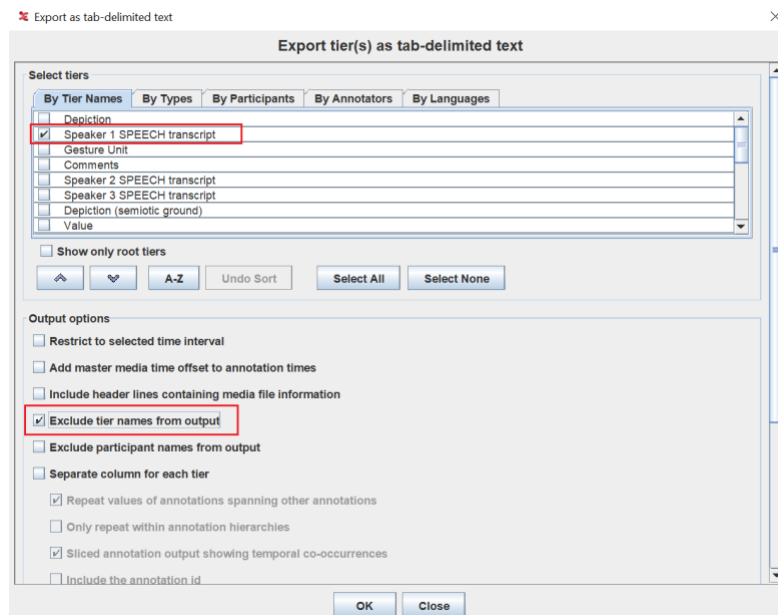 Export as tab-delimited text
Export tier(s) as tab-delimited text
Select tiers
By Tier Names By Types By Participants By Annotators By Languages
Depiction
Speaker 1 SPEECH transcript
Gesture Unit
Comments
Speaker 2 SPEECH transcript
Speaker 3 SPEECH transcript
Depiction (semiotic ground)
Value
Show only root tiers
A-Z Undo Sort Select All Select None
Output options
Restrict to selected time interval
Add master media time offset to annotation times
Include header lines containing media file information
Exclude tier names from output
Exclude participant names from output
Separate column for each tier
Repeat values of annotations spanning other annotations
Only repeat within annotation hierarchies
Sliced annotation output showing temporal co-occurrences
Include the annotation id
OK Close